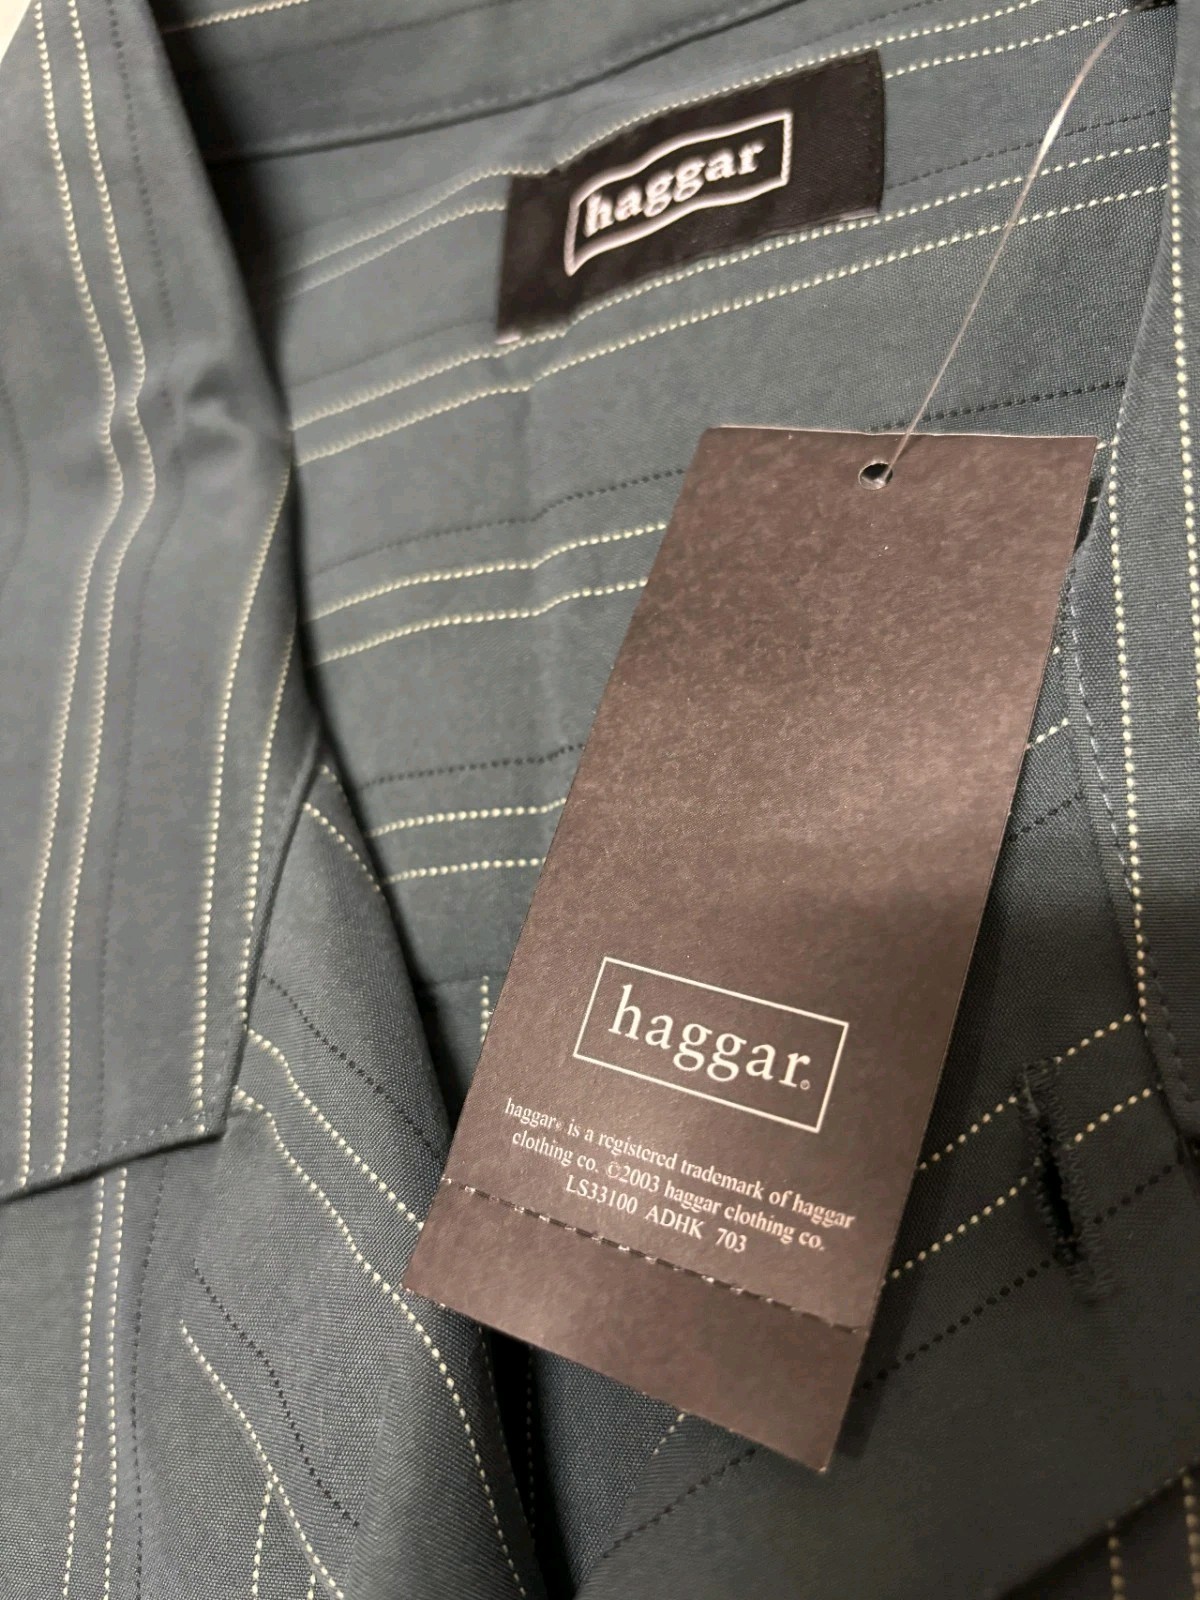 haggar
haggar®
haggar® is a registered trademark of haggar
clothing co. ©2003 haggar clothing co.
LS33100 ADHK 703